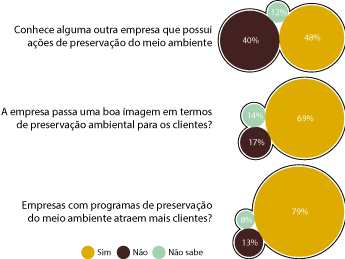 Conhece alguma outra empresa que possui
ações de preservação do meio ambiente
12%
40%
48%
A empresa passa uma boa imagem em termos
de preservação ambiental para os clientes?
14%
69%
17%
Empresas com programas de preservação
do meio ambiente atraem mais clientes?
79%
8%
13%
Sim Não Não sabe